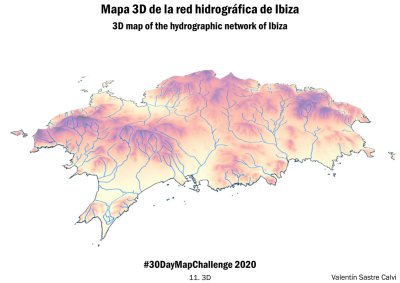 Mapa 3D de la red hidrográfica de Ibiza
3D map of the hydrographic network of Ibiza
#30DayMapChallenge 2020
11. 3D
Valentín Sastre Calvi